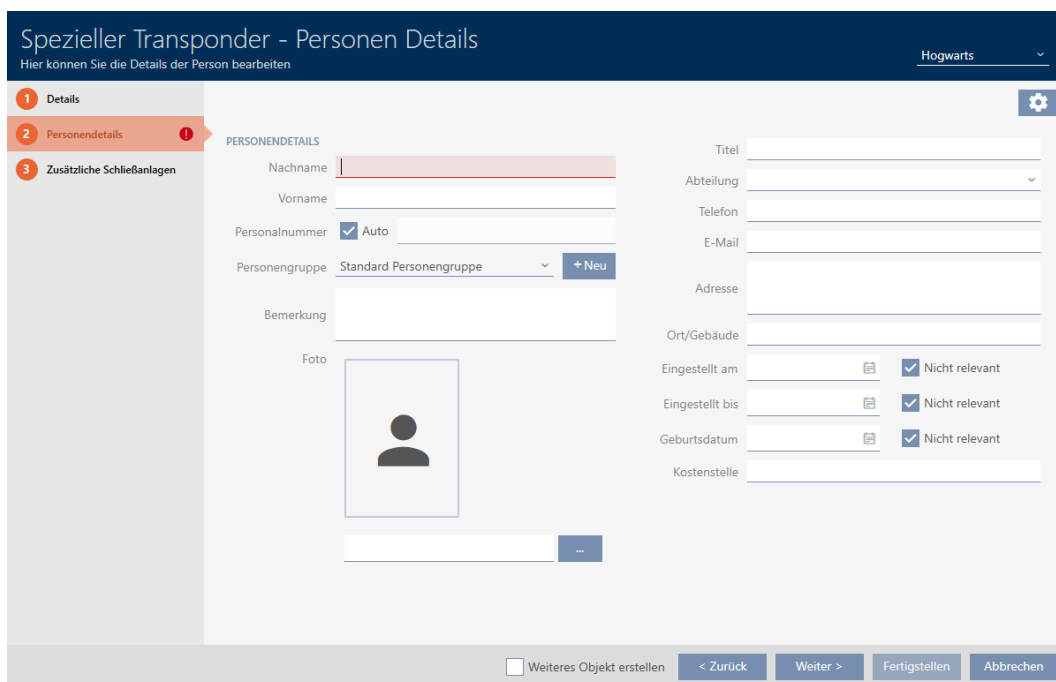 Spezieller Transponder - Personen Details
Hier können Sie die Details der Person bearbeiten
Hogwarts
1 Details
2 Personendetails !
3 Zusätzliche Schließanlagen
PERSONENDETAILS
Nachname
Vorname
Personalnummer Auto
Personengruppe Standard Personengruppe + Neu
Bemerkung
Foto
...
Titel
Abteilung
Telefon
E-Mail
Adresse
Ort/Gebäude
Eingestellt am Nicht relevant
Eingestellt bis Nicht relevant
Geburtsdatum Nicht relevant
Kostenstelle
Weiteres Objekt erstellen < Zurück Weiter > Fertigstellen Abbrechen